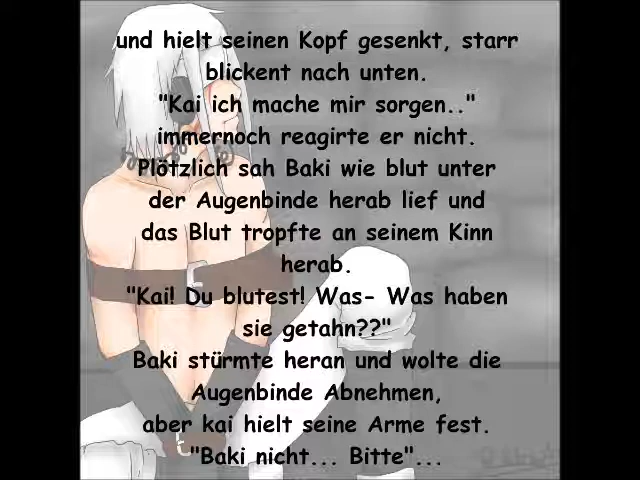 und hielt seinen Kopf gesenkt, starr
blickent nach unten.
"Kai ich mache mir sorgen.."
immernoch reagirte er nicht.
Plötzlich sah Baki wie blut unter
der Augenbinde herab lief und
das Blut tropfte an seinem Kinn
herab.
"Kai! Du blutest! Was- Was haben
sie getahn??"
Baki stürmte heran und wolte die
Augenbinde Abnehmen,
aber kai hielt seine Arme fest.
"Baki nicht... Bitte"...